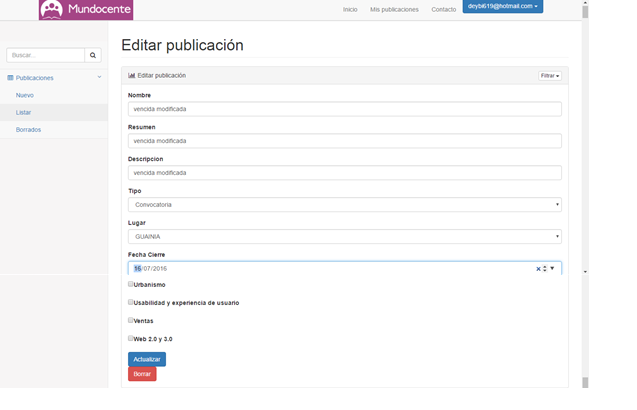 Mundocente
Inicio Mis publicaciones Contacto deybi619@hotmail.com
Buscar...
Publicaciones
Nuevo
Listar
Borrados
Editar publicación
Editar publicación
Filtrar
Nombre
vencida modificada
Resumen
vencida modificada
Descripcion
vencida modificada
Tipo
Convocatoria
Lugar
GUAINIA
Fecha Cierre
15/07/2016
Urbanismo
Usabilidad y experiencia de usuario
Ventas
Web 2.0 y 3.0
Actualizar
Borrar